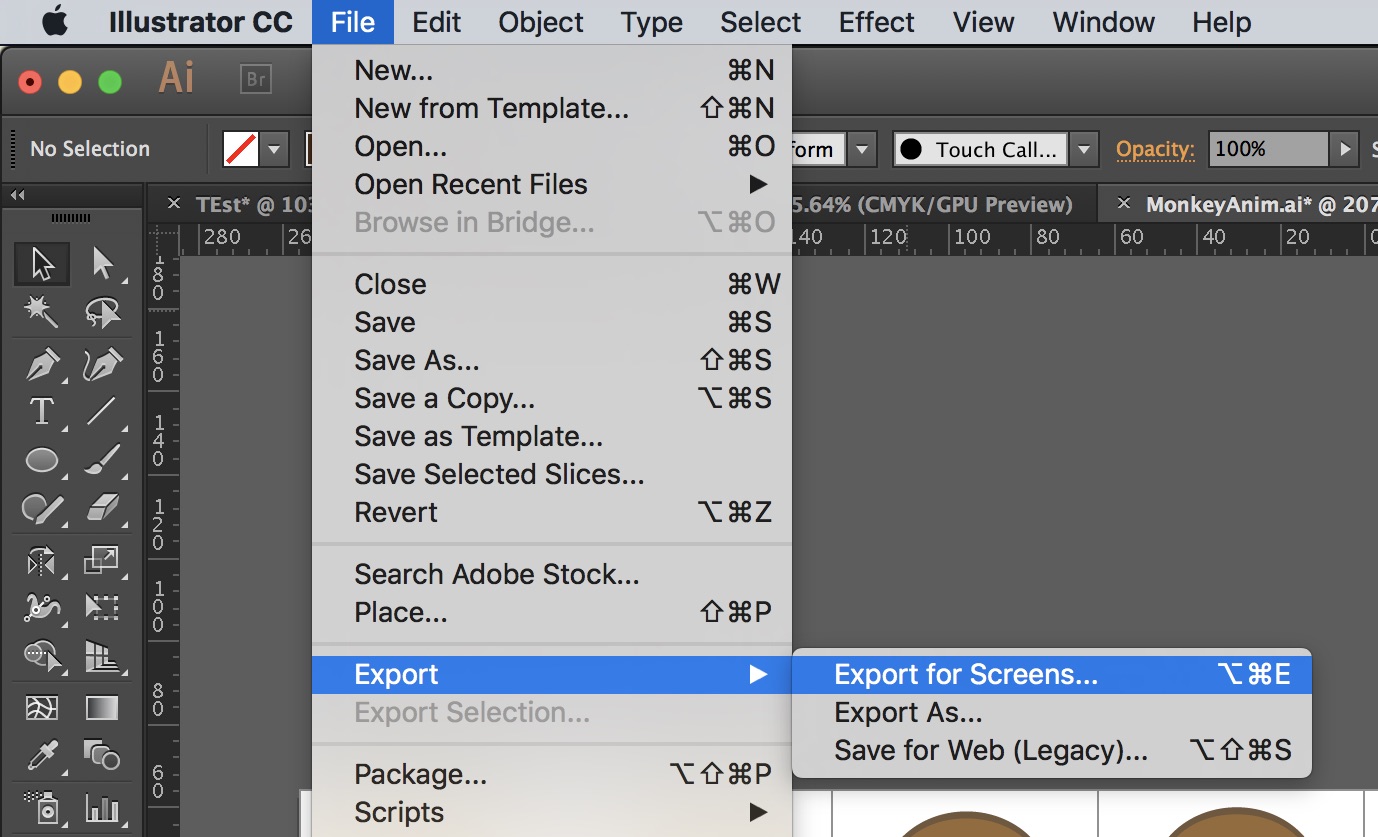 Illustrator CC File Edit Object Type Select Effect View Window Help
Ai Br
No Selection
form Touch Call... Opacity: 100%
TEst* @ 103
5.64% (CMYK/GPU Preview) MonkeyAnim.ai* @ 207
280 26 140 120 100 80 60 40 20 0
180
160
140
120
100
80
60
New... ⌘N
New from Template... ⇧⌘N
Open... ⌘O
Open Recent Files ▶
Browse in Bridge... ⌥⌘O
Close ⌘W
Save ⌘S
Save As... ⇧⌘S
Save a Copy... ⌥⌘S
Save as Template...
Save Selected Slices...
Revert ⌥⌘Z
Search Adobe Stock...
Place... ⇧⌘P
Export ▶
Export Selection...
Package... ⌥⇧⌘P
Scripts ▶
Export for Screens... ⌥⌘E
Export As...
Save for Web (Legacy)... ⌥⇧⌘S